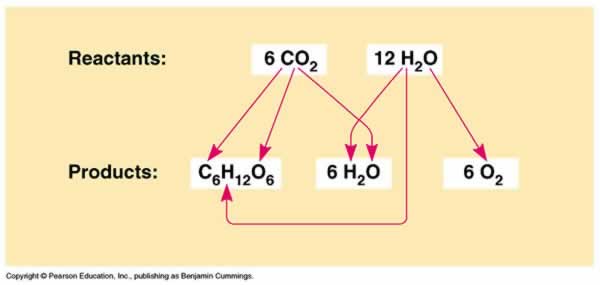 Reactants: 6 CO₂ 12 H₂O
Products: C₆H₁₂O₆ 6 H₂O 6 O₂
Copyright © Pearson Education, Inc., publishing as Benjamin Cummings.